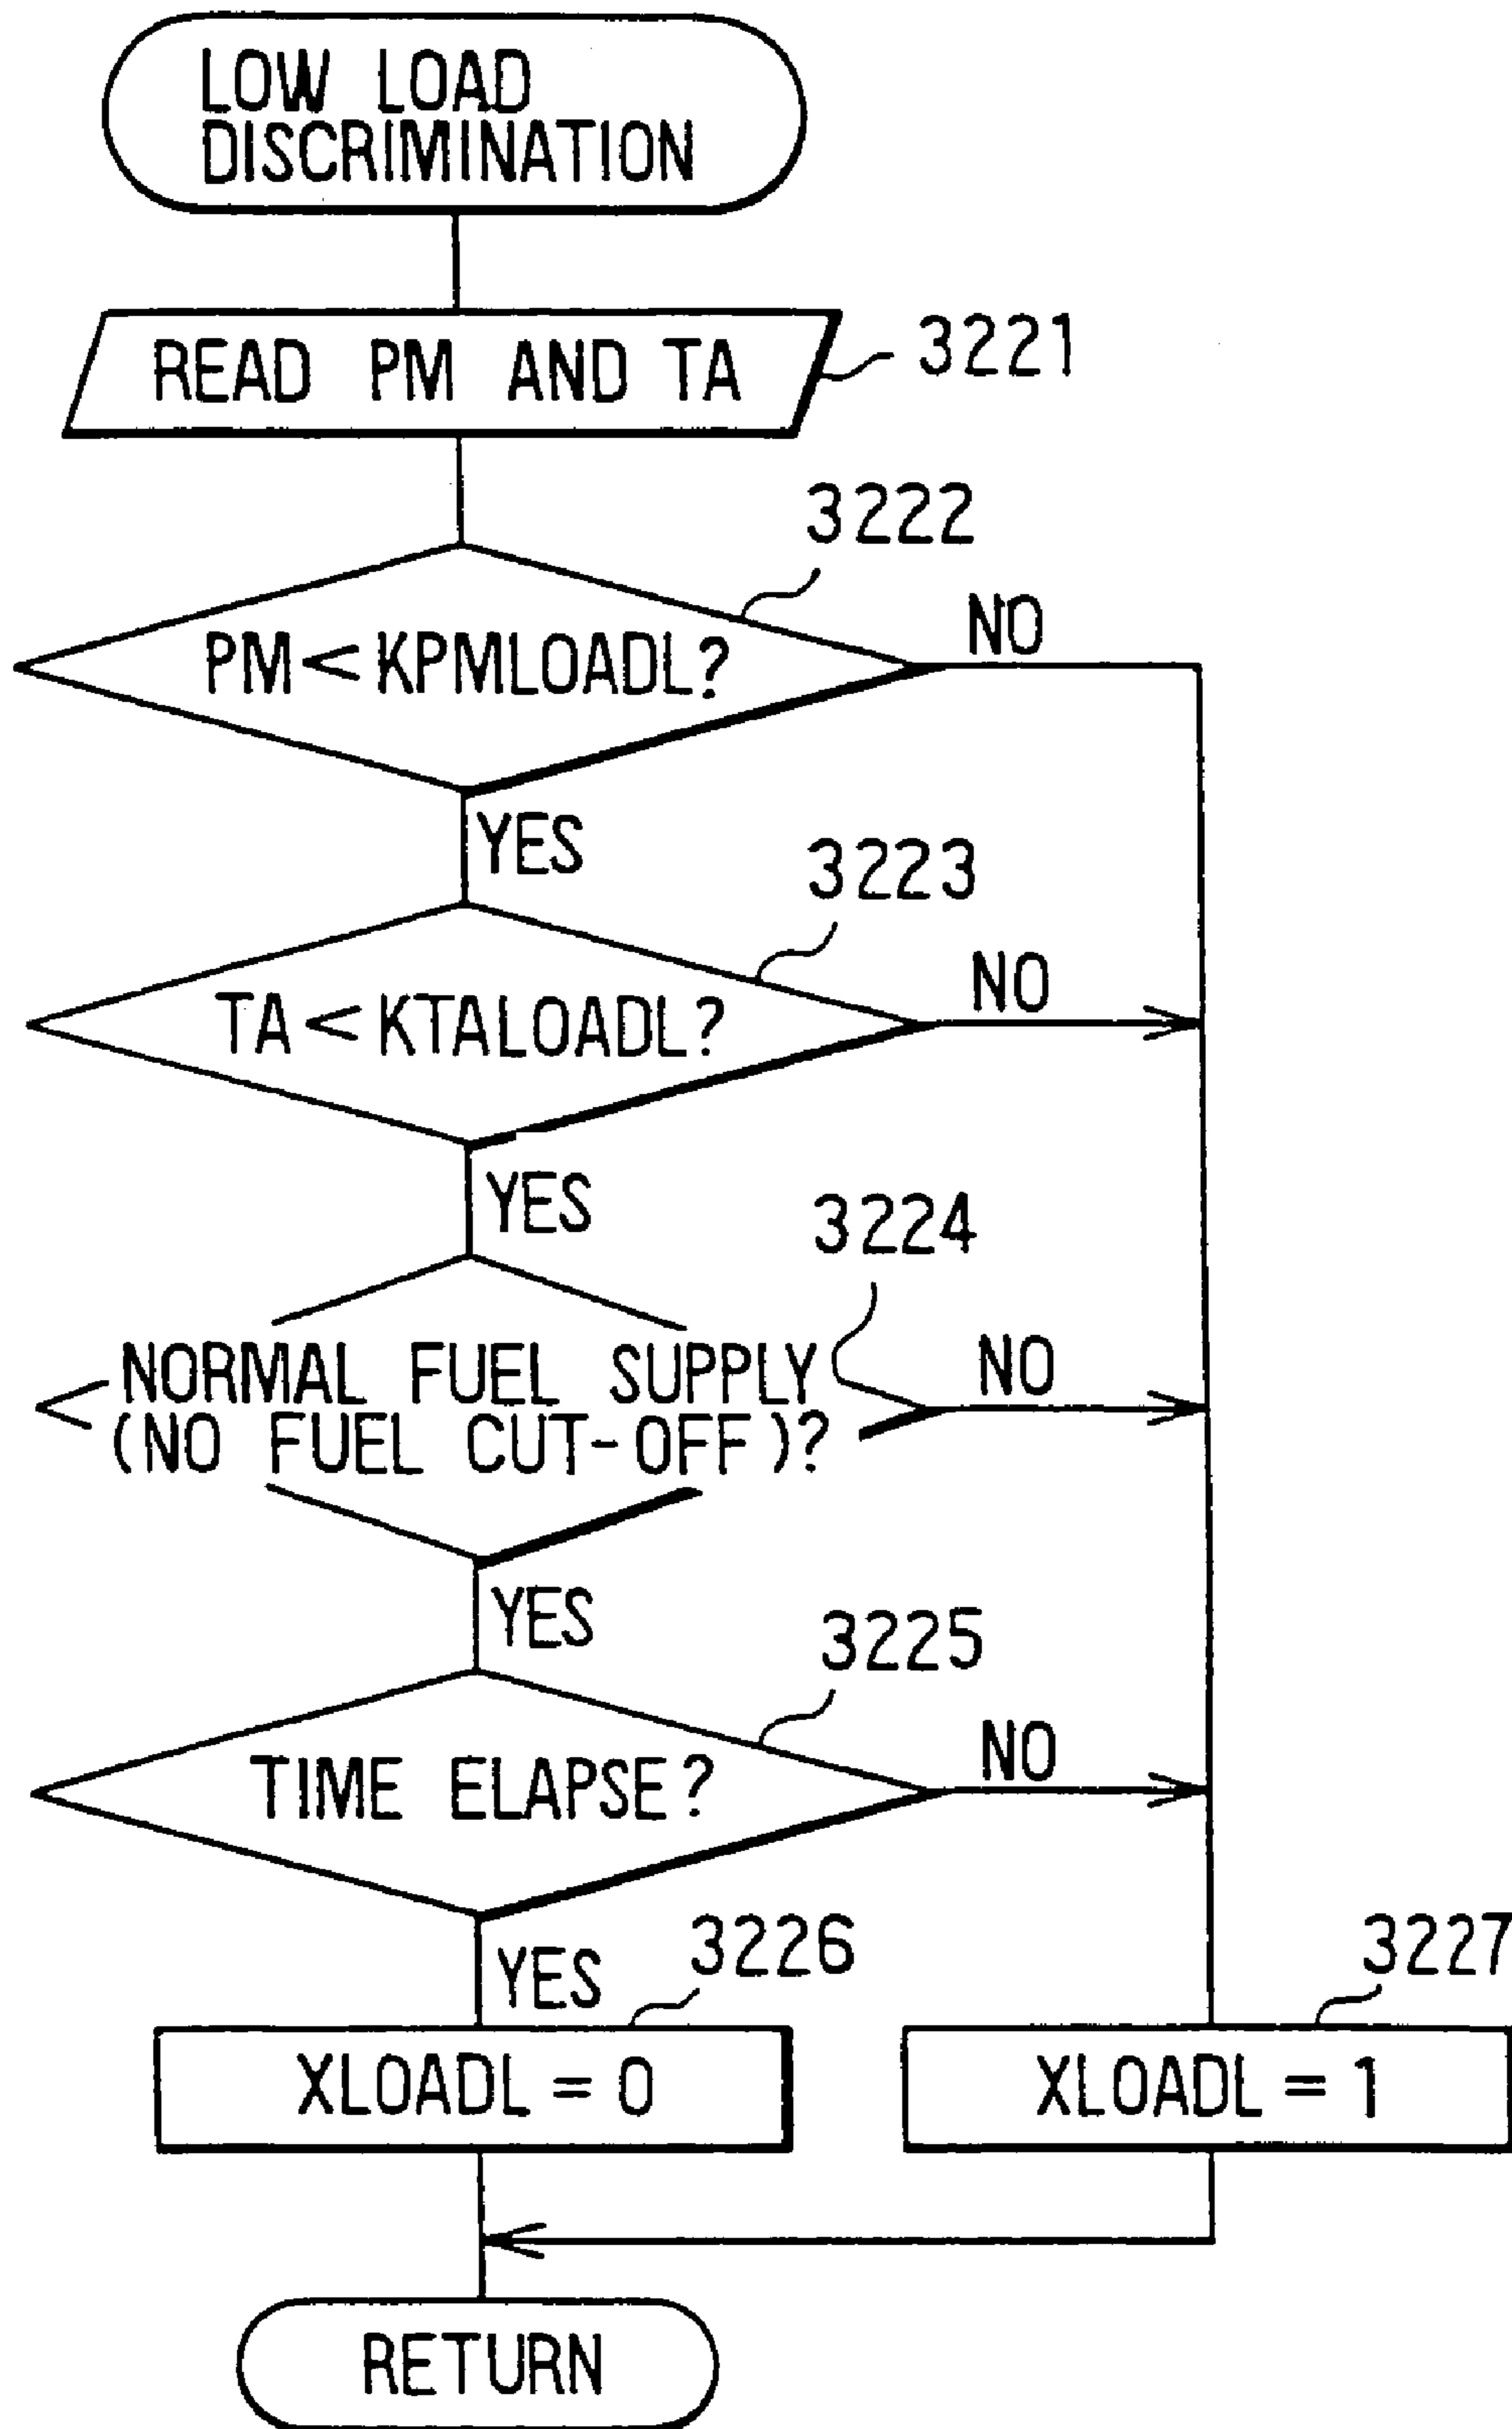 LOW LOAD
DISCRIMINATION
READ PM AND TA
3221
3222
PM < KPMLOADL?
NO
YES
3223
TA < KTALOADL?
NO
YES
3224
NORMAL FUEL SUPPLY
(NO FUEL CUT-OFF)?
NO
YES
3225
TIME ELAPSE?
NO
YES
3226
3227
XLOADL = 0
XLOADL = 1
RETURN